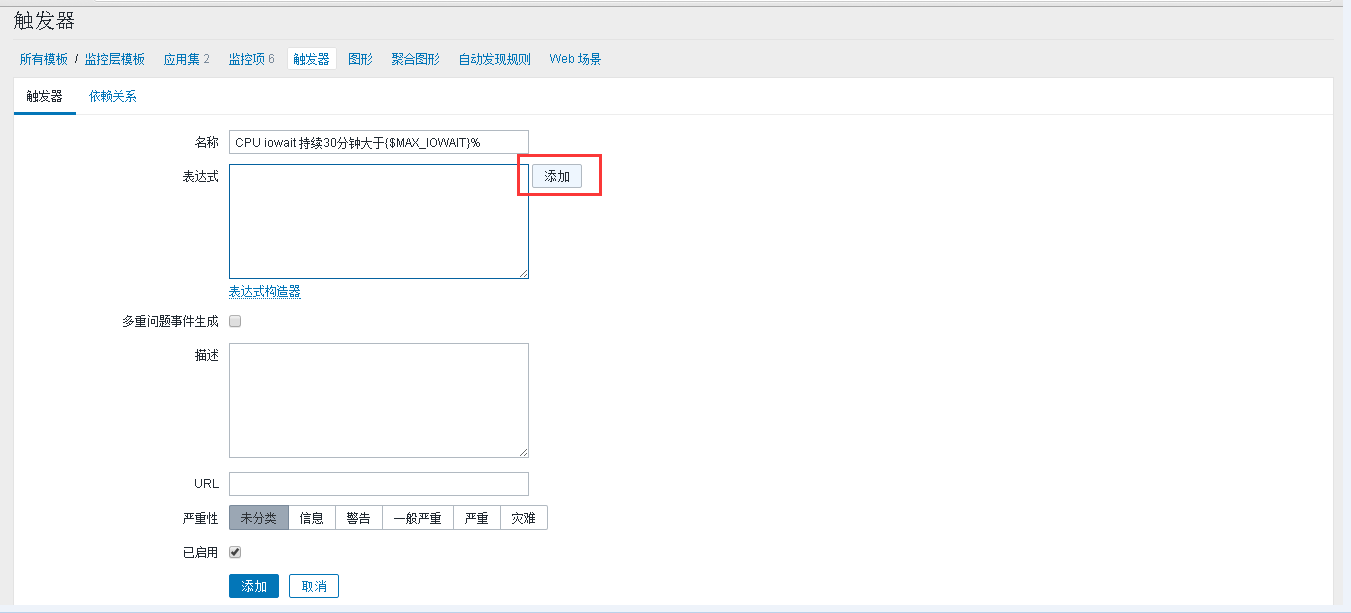 触发器
所有模板 / 监控层模板 应用集 2 监控项 6 触发器 图形 聚合图形 自动发现规则 Web 场景
触发器 依赖关系
名称 CPU iowait 持续30分钟大于{$MAX_IOWAIT}%
表达式 添加
表达式构造器
多重问题事件生成
描述
URL
严重性 未分类 信息 警告 一般严重 严重 灾难
已启用
添加 取消